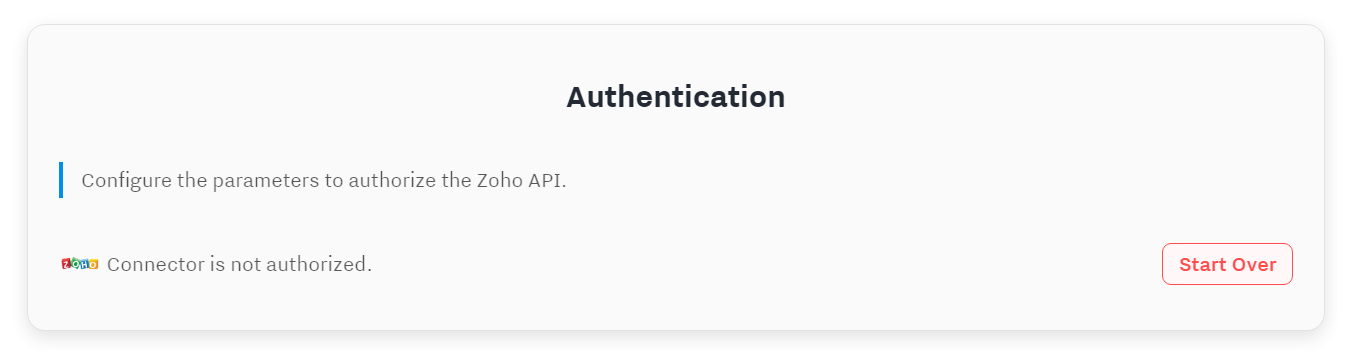 Authentication
Configure the parameters to authorize the Zoho API.
ZOHO Connector is not authorized.
Start Over